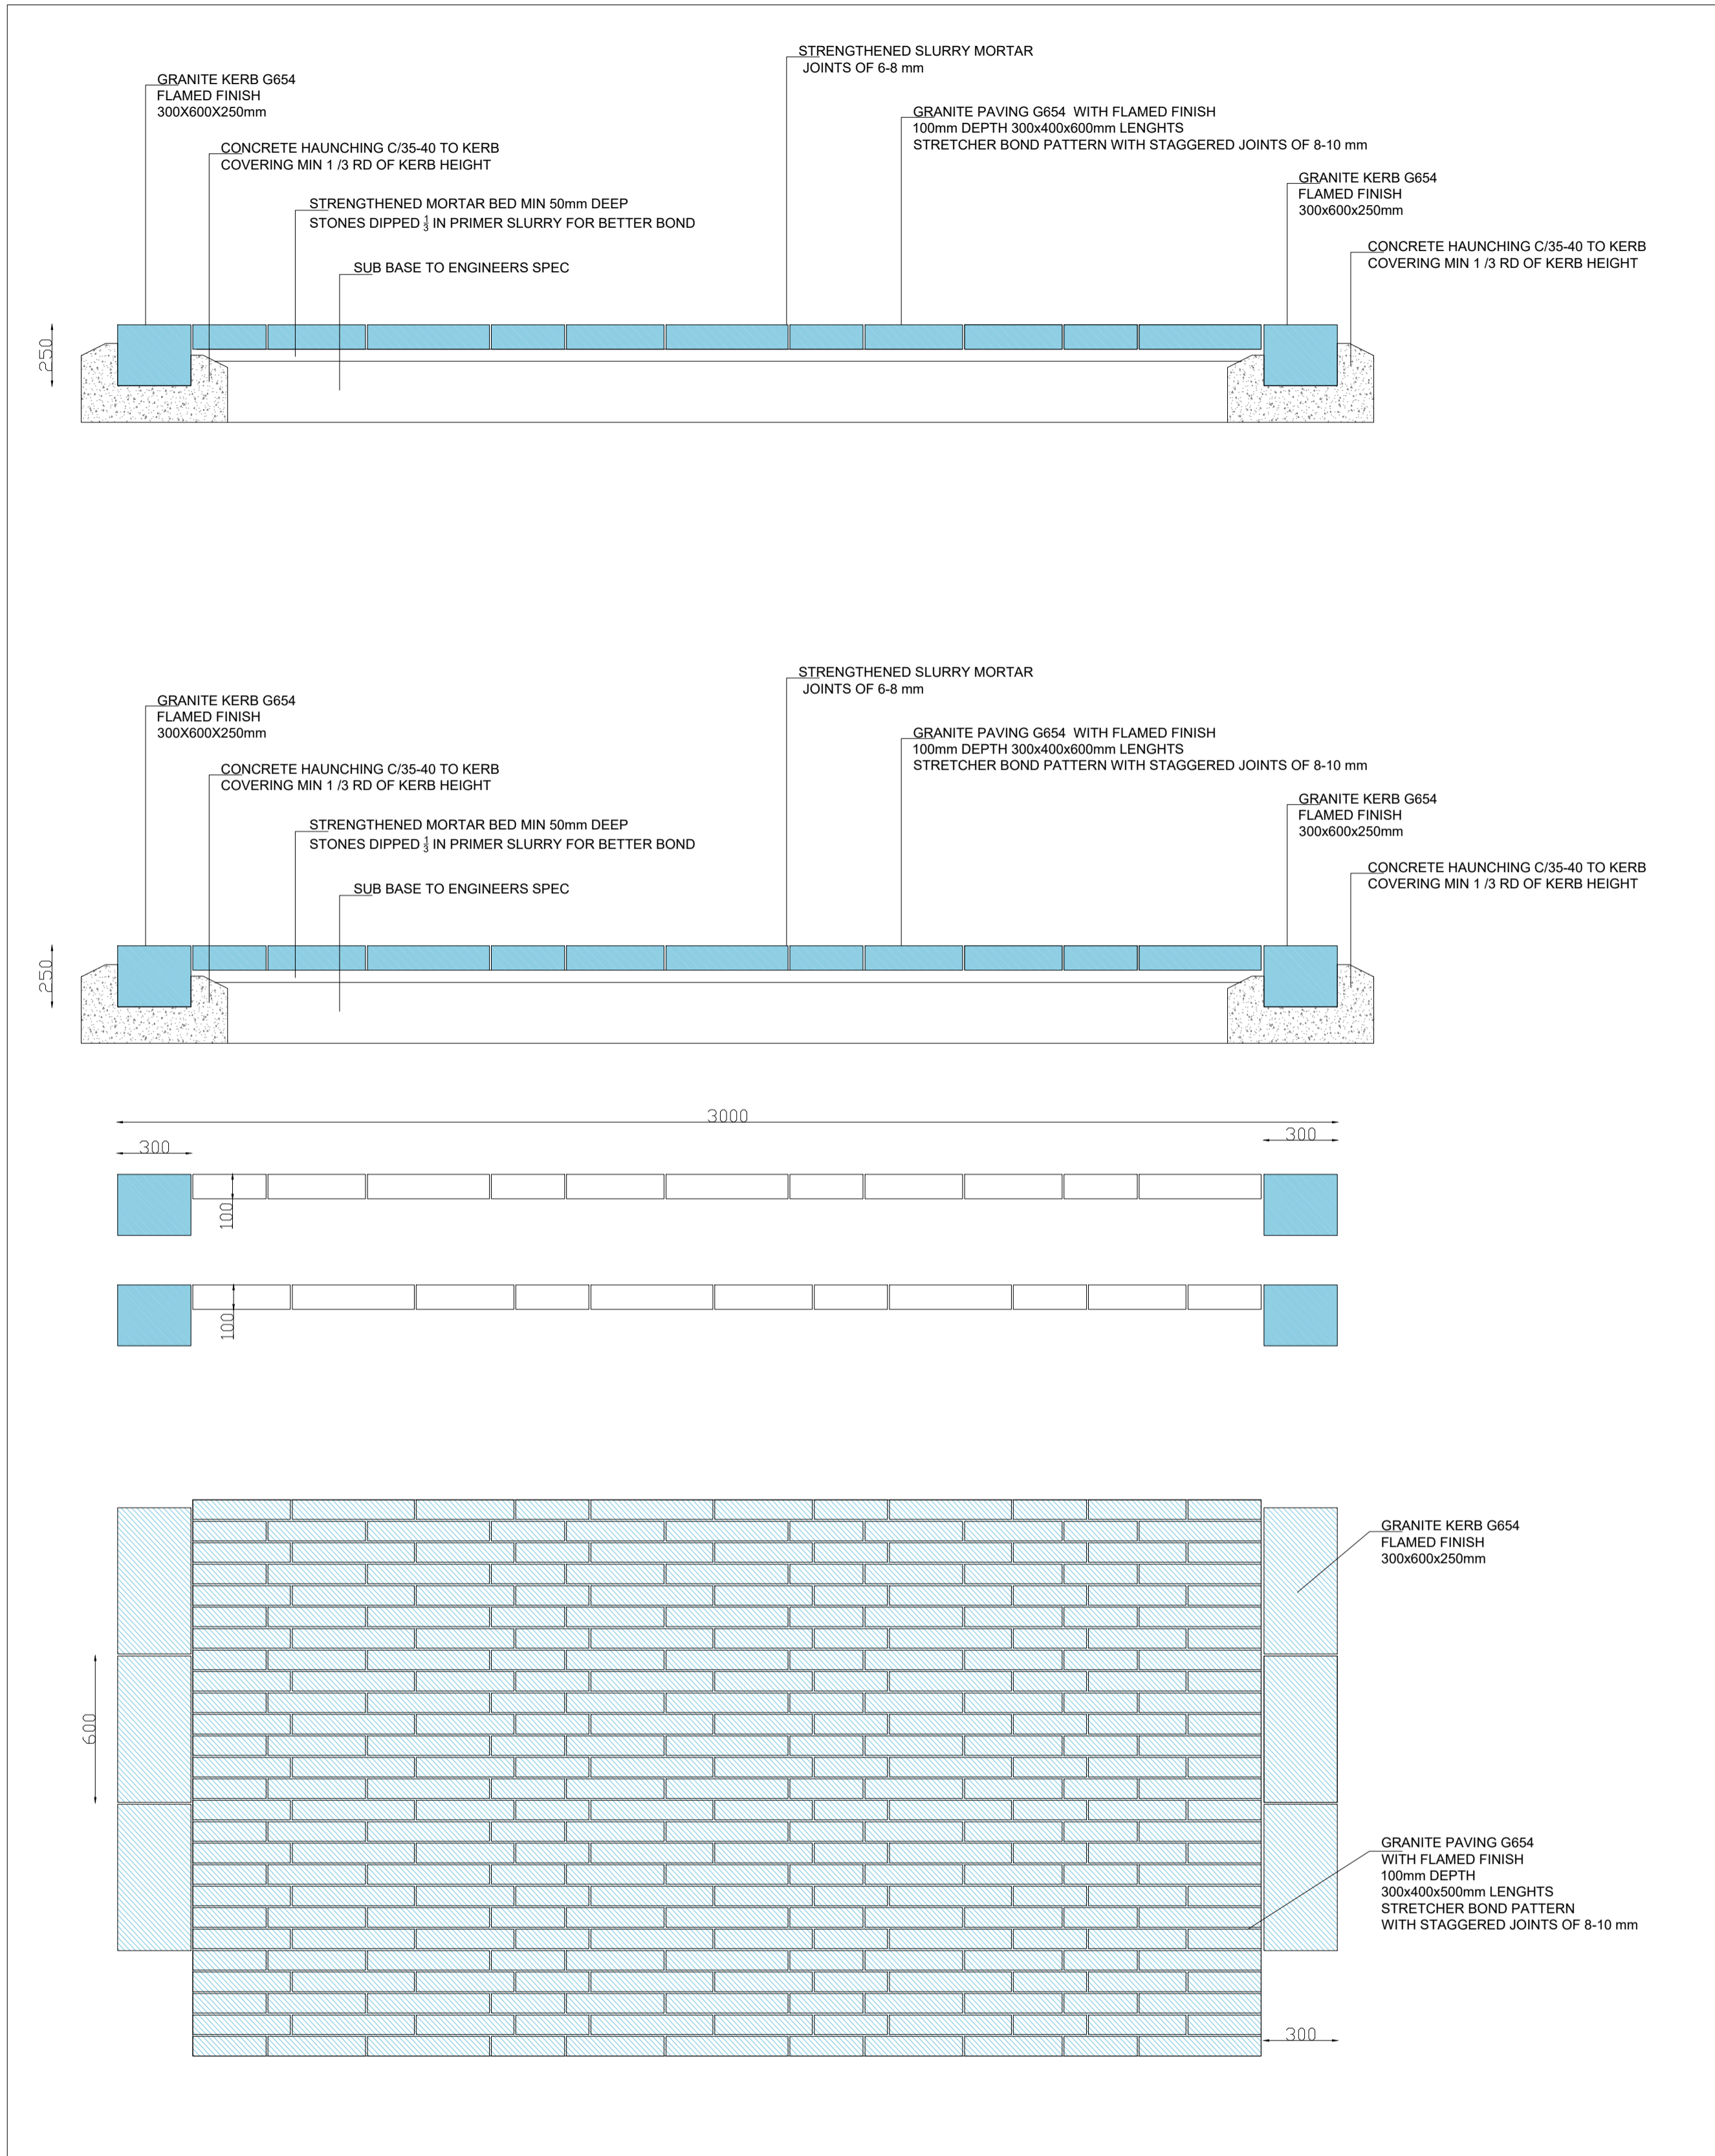 STRENGTHENED SLURRY MORTAR
JOINTS OF 6-8 mm
GRANITE KERB G654
FLAMED FINISH
300X600X250mm
GRANITE PAVING G654 WITH FLAMED FINISH
100mm DEPTH 300x400x600mm LENGHTS
STRETCHER BOND PATTERN WITH STAGGERED JOINTS OF 8-10 mm
CONCRETE HAUNCHING C/35-40 TO KERB
COVERING MIN 1 /3 RD OF KERB HEIGHT
GRANITE KERB G654
FLAMED FINISH
300x600x250mm
STRENGTHENED MORTAR BED MIN 50mm DEEP
STONES DIPPED 1/3 IN PRIMER SLURRY FOR BETTER BOND
CONCRETE HAUNCHING C/35-40 TO KERB
COVERING MIN 1 /3 RD OF KERB HEIGHT
SUB BASE TO ENGINEERS SPEC
250
STRENGTHENED SLURRY MORTAR
JOINTS OF 6-8 mm
GRANITE KERB G654
FLAMED FINISH
300X600X250mm
GRANITE PAVING G654 WITH FLAMED FINISH
100mm DEPTH 300x400x600mm LENGHTS
STRETCHER BOND PATTERN WITH STAGGERED JOINTS OF 8-10 mm
CONCRETE HAUNCHING C/35-40 TO KERB
COVERING MIN 1 /3 RD OF KERB HEIGHT
GRANITE KERB G654
FLAMED FINISH
300x600x250mm
STRENGTHENED MORTAR BED MIN 50mm DEEP
STONES DIPPED 1/3 IN PRIMER SLURRY FOR BETTER BOND
CONCRETE HAUNCHING C/35-40 TO KERB
COVERING MIN 1 /3 RD OF KERB HEIGHT
SUB BASE TO ENGINEERS SPEC
250
3000
300
300
100
100
GRANITE KERB G654
FLAMED FINISH
300x600x250mm
600
GRANITE PAVING G654
WITH FLAMED FINISH
100mm DEPTH
300x400x500mm LENGHTS
STRETCHER BOND PATTERN
WITH STAGGERED JOINTS OF 8-10 mm
300